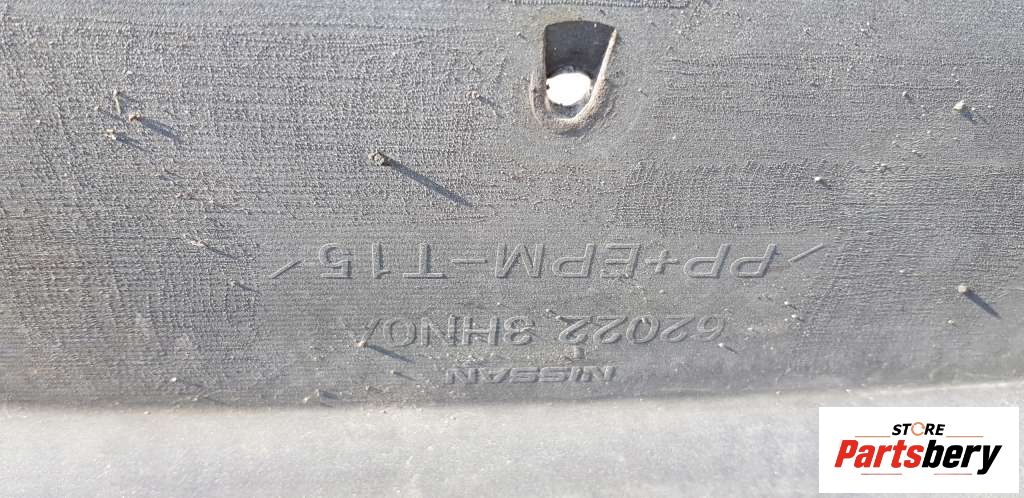 NISSAN
62022 3HN0A
>PP+EPM-T15<
STORE
Partsbery